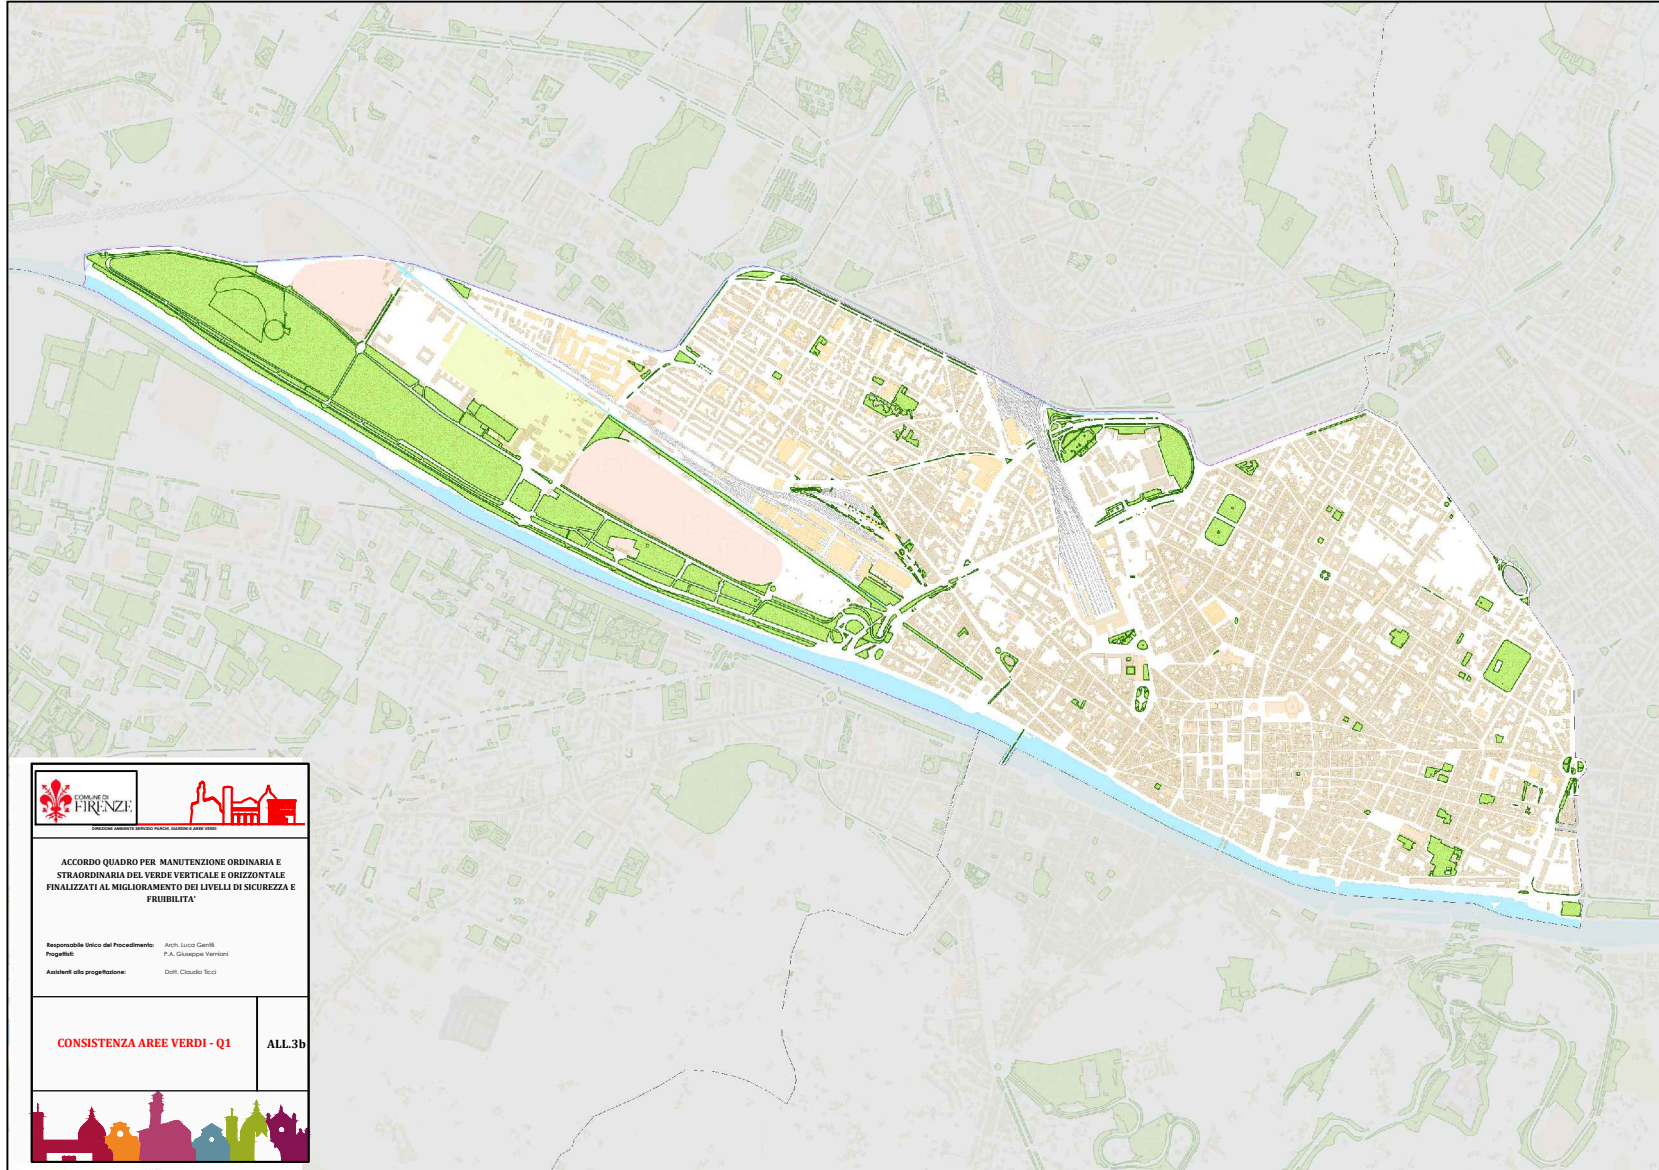 COMUNE DI
FIRENZE
DIREZIONE AMBIENTE SERVIZIO PARCHI, GIARDINI E AREE VERDI
ACCORDO QUADRO PER MANUTENZIONE ORDINARIA E
STRAORDINARIA DEL VERDE VERTICALE E ORIZZONTALE
FINALIZZATI AL MIGLIORAMENTO DEI LIVELLI DI SICUREZZA E
FRUIBILITA'
Responsabile Unico del Procedimento: Arch. Luca Gentili
Progettisti: P.A. Giuseppe Verniani
Assistenti alla progettazione: Dott. Claudio Ticci
CONSISTENZA AREE VERDI - Q1
ALL.3b